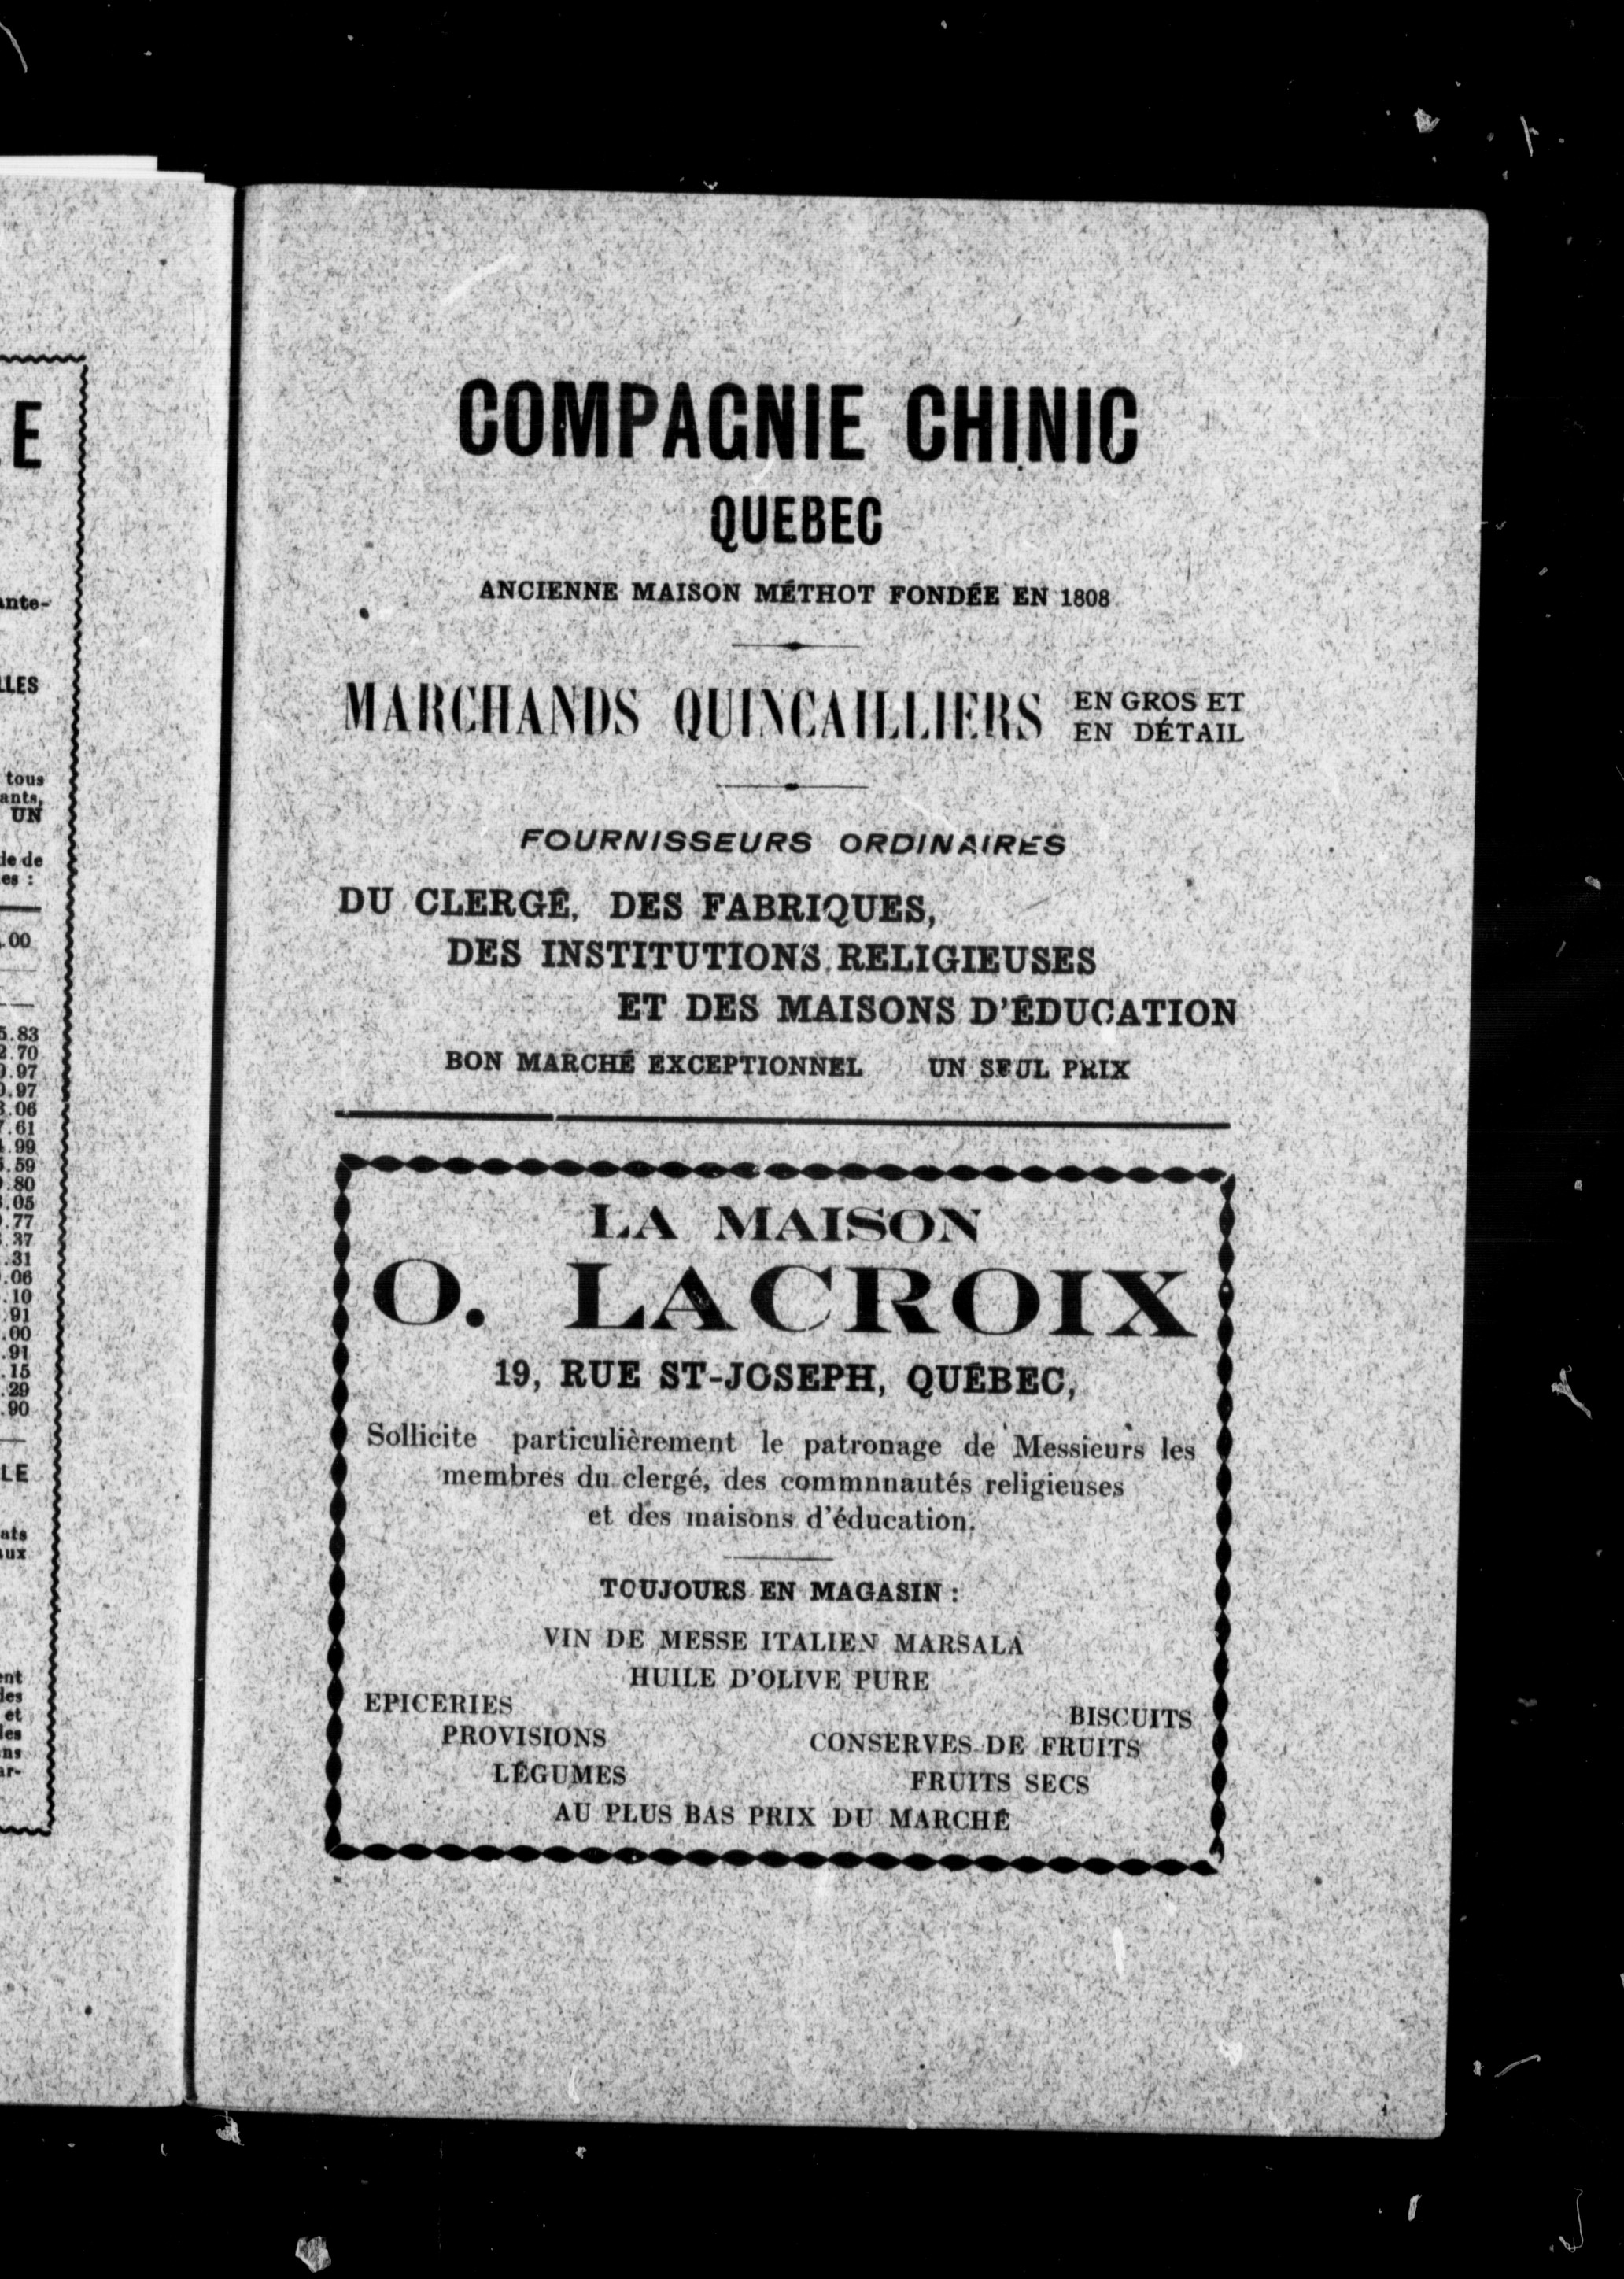 COMPAGNIE CHINIC
QUEBEC
ANCIENNE MAISON MÉTHOT FONDÉE EN 1808
MARCHANDS QUINCAILLIERS EN GROS ET
EN DÉTAIL
FOURNISSEURS ORDINAIRES
DU CLERGÉ, DES FABRIQUES,
DES INSTITUTIONS RELIGIEUSES
ET DES MAISONS D'ÉDUCATION
BON MARCHÉ EXCEPTIONNEL UN SEUL PRIX
LA MAISON
O. LACROIX
19, RUE ST-JOSEPH, QUÉBEC,
Sollicite particulièrement le patronage de Messieurs les
membres du clergé, des commnnautés religieuses
et des maisons d'éducation.
TOUJOURS EN MAGASIN :
VIN DE MESSE ITALIEN MARSALA
HUILE D'OLIVE PURE
EPICERIES BISCUITS
PROVISIONS CONSERVES DE FRUITS
LÉGUMES FRUITS SECS
AU PLUS BAS PRIX DU MARCHÉ